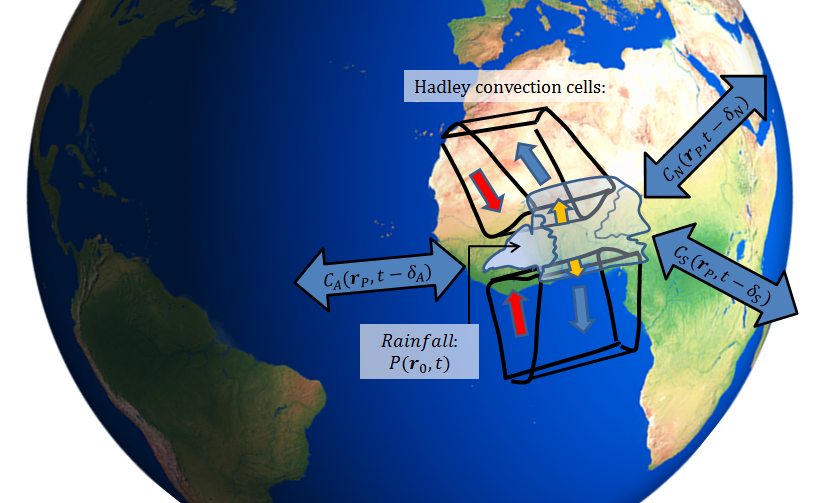 Hadley convection cells:
C_N(r_P, t − δ_N)
C_A(r_P, t − δ_A)
C_S(r_P, t − δ_S)
Rainfall:
P(r_0, t)